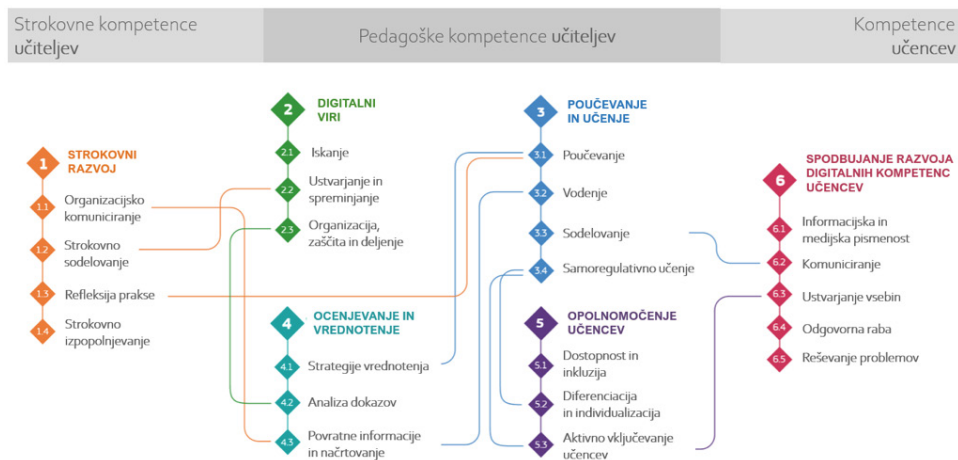 Strokovne kompetence
učiteljev
Pedagoške kompetence učiteljev
Kompetence
učencev
1
STROKOVNI
RAZVOJ
1.1
Organizacijsko
komuniciranje
1.2
Strokovno
sodelovanje
1.3
Refleksija prakse
1.4
Strokovno
izpopolnjevanje
2
DIGITALNI
VIRI
2.1
Iskanje
2.2
Ustvarjanje in
spreminjanje
2.3
Organizacija,
zaščita in deljenje
3
POUČEVANJE
IN UČENJE
3.1
Poučevanje
3.2
Vodenje
3.3
Sodelovanje
3.4
Samoregulativno učenje
4
OCENJEVANJE IN
VREDNOTENJE
4.1
Strategije vrednotenja
4.2
Analiza dokazov
4.3
Povratne informacije
in načrtovanje
5
OPOLNOMOČENJE
UČENCEV
5.1
Dostopnost in
inkluzija
5.2
Diferenciacija
in individualizacija
5.3
Aktivno vključevanje
učencev
6
SPODBUJANJE RAZVOJA
DIGITALNIH KOMPETENC
UČENCEV
6.1
Informacijska in
medijska pismenost
6.2
Komuniciranje
6.3
Ustvarjanje vsebin
6.4
Odgovorna raba
6.5
Reševanje problemov